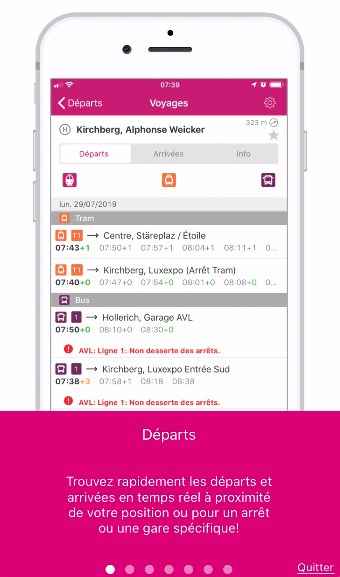 07:39
Départs
Voyages
323 m
H Kirchberg, Alphonse Weicker
Départs Arrivées Info
lun. 29/07/2019
Tram
T1 → Centre, Stäreplaz / Étoile
07:43+1 07:50+1 07:57+1 08:04+1 08:11+1 0...
T1 → Kirchberg, Luxexpo (Arrêt Tram)
07:40+0 07:47+0 07:54+0 08:01+0 08:08+0 0...
Bus
1 → Hollerich, Garage AVL
07:50+0 08:10+0 08:30+0
AVL: Ligne 1: Non desserte des arrêts.
1 → Kirchberg, Luxexpo Entrée Sud
07:38+3 07:58+1 08:18 08:38
AVL: Ligne 1: Non desserte des arrêts.
Départs
Trouvez rapidement les départs et
arrivées en temps réel à proximité
de votre position ou pour un arrêt
ou une gare spécifique!
Quitter